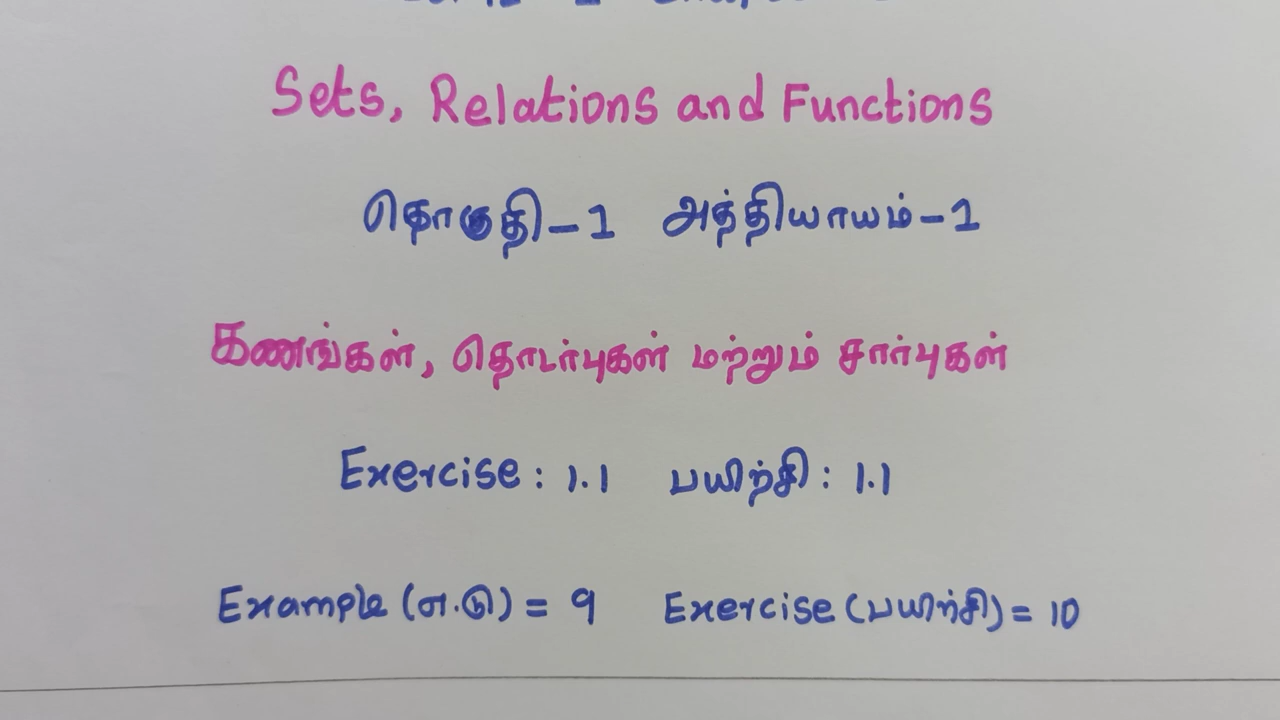 Sets, Relations and Functions
தொகுதி-1 அத்தியாயம்-1
கணங்கள், தொடர்புகள் மற்றும் சார்புகள்
Exercise : 1.1 பயிற்சி : 1.1
Example (எ.டு) = 9 Exercise (பயிற்சி) = 10